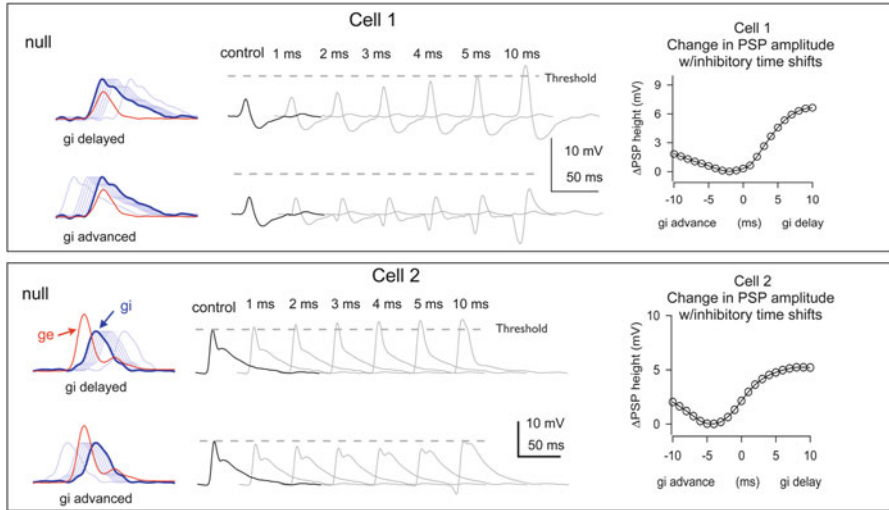 Cell 1
null
control 1 ms 2 ms 3 ms 4 ms 5 ms 10 ms
Threshold
gi delayed
10 mV
50 ms
gi advanced
Cell 1
Change in PSP amplitude
w/inhibitory time shifts
ΔPSP height (mV)
9
6
3
0
-10 -5 0 5 10
gi advance (ms) gi delay
Cell 2
null
control 1 ms 2 ms 3 ms 4 ms 5 ms 10 ms
gi
ge
Threshold
gi delayed
10 mV
50 ms
gi advanced
Cell 2
Change in PSP amplitude
w/inhibitory time shifts
ΔPSP height (mV)
10
5
0
-10 -5 0 5 10
gi advance (ms) gi delay